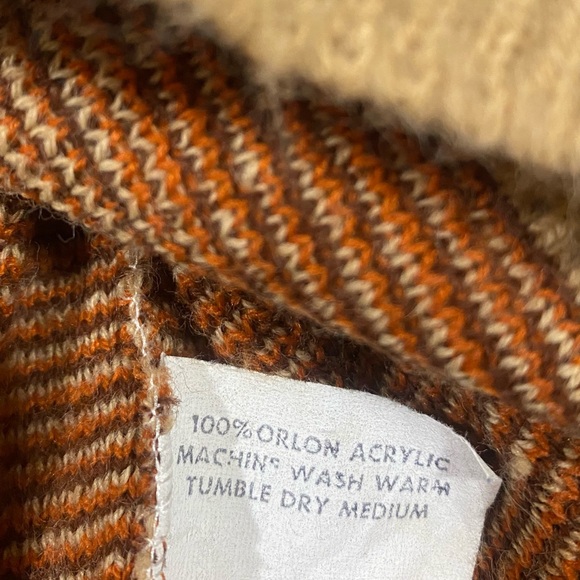 100% ORLON ACRYLIC
MACHINE WASH WARM
TUMBLE DRY MEDIUM